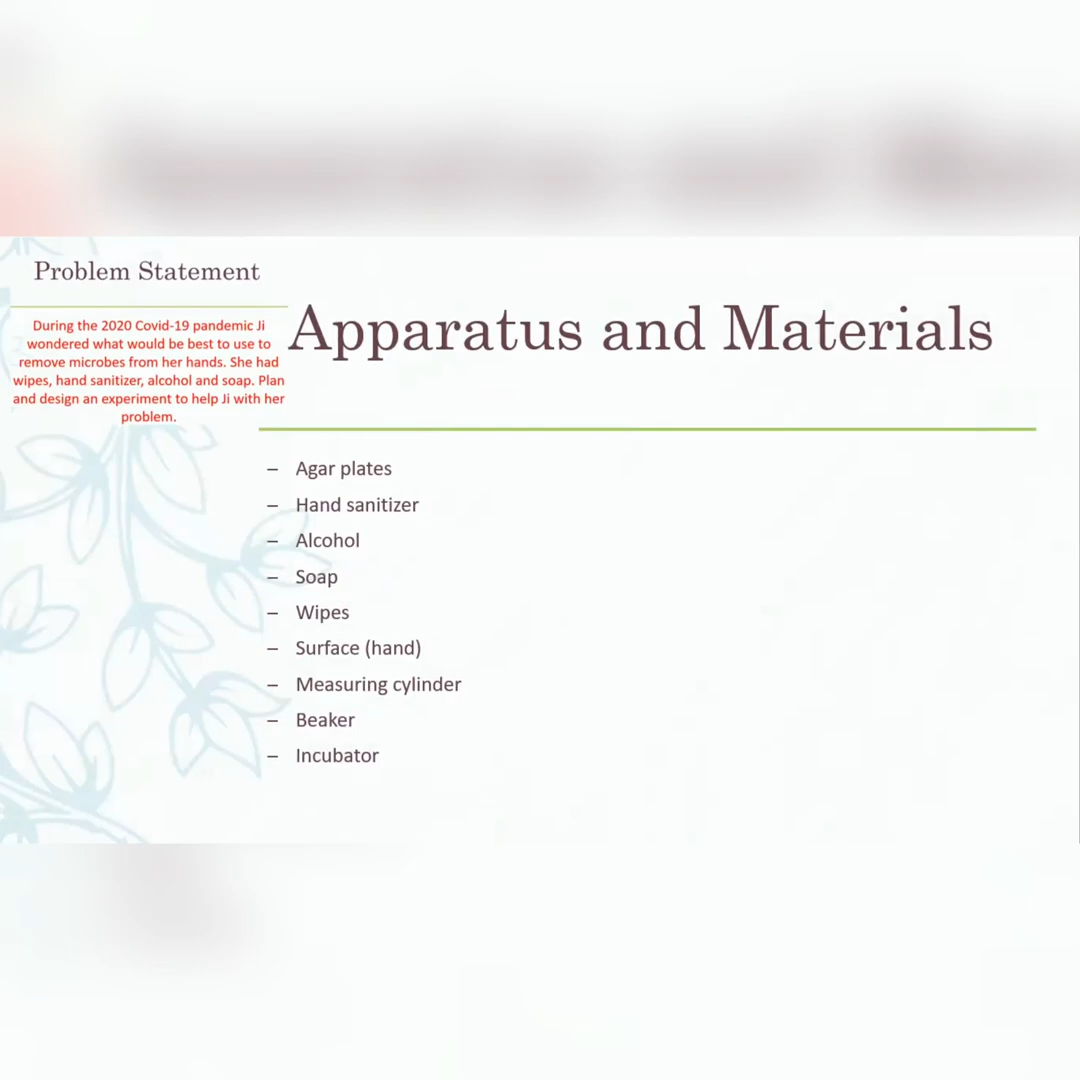 Problem Statement
During the 2020 Covid-19 pandemic Ji
wondered what would be best to use to
remove microbes from her hands. She had
wipes, hand sanitizer, alcohol and soap. Plan
and design an experiment to help Ji with her
problem.
Apparatus and Materials
– Agar plates
– Hand sanitizer
– Alcohol
– Soap
– Wipes
– Surface (hand)
– Measuring cylinder
– Beaker
– Incubator